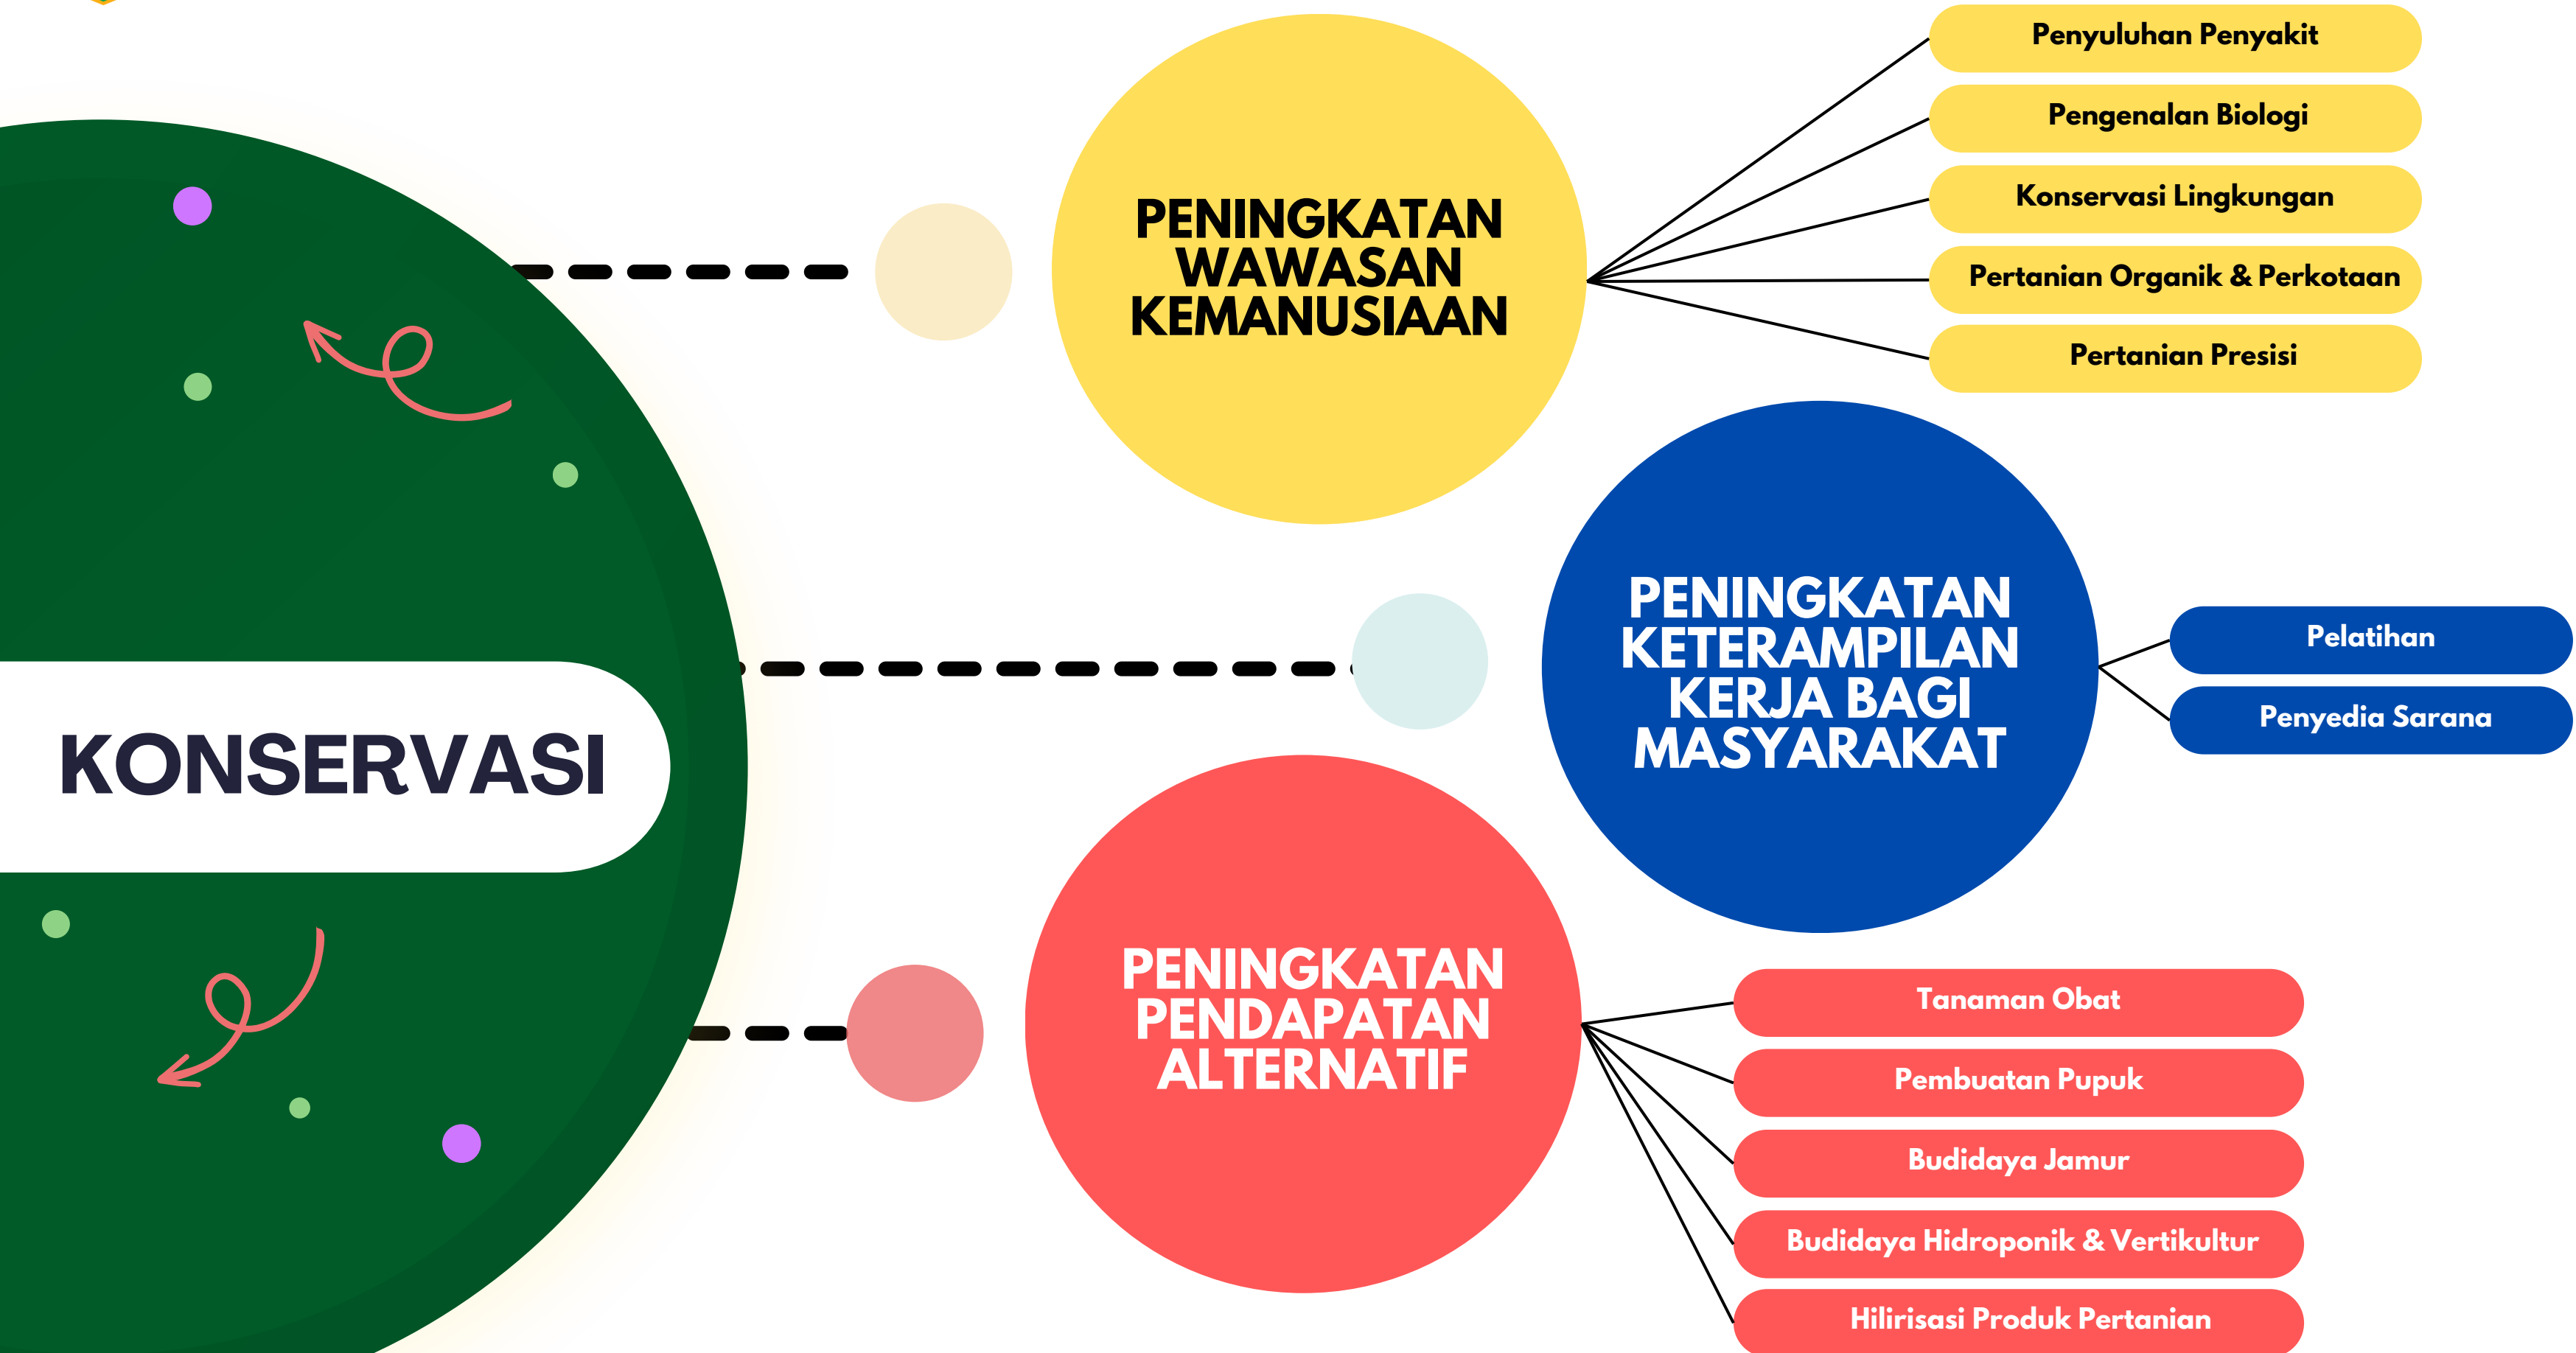 KONSERVASI
PENINGKATAN
WAWASAN
KEMANUSIAAN
Penyuluhan Penyakit
Pengenalan Biologi
Konservasi Lingkungan
Pertanian Organik & Perkotaan
Pertanian Presisi
PENINGKATAN
KETERAMPILAN
KERJA BAGI
MASYARAKAT
Pelatihan
Penyedia Sarana
PENINGKATAN
PENDAPATAN
ALTERNATIF
Tanaman Obat
Pembuatan Pupuk
Budidaya Jamur
Budidaya Hidroponik & Vertikultur
Hilirisasi Produk Pertanian